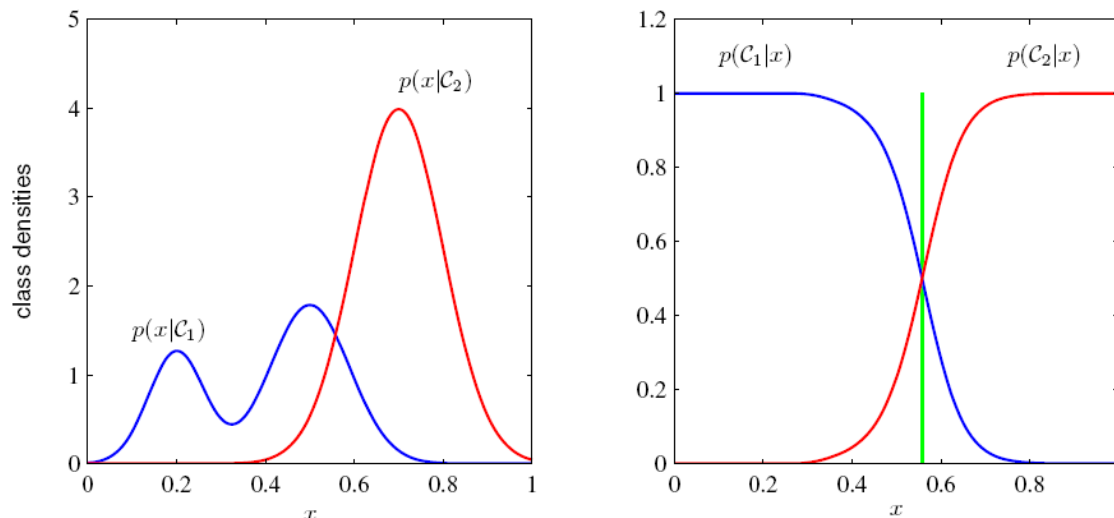 5
4
3
2
1
0
class densities
p(x|C₁)
p(x|C₂)
0 0.2 0.4 0.6 0.8 1
x
1.2
1
0.8
0.6
0.4
0.2
0
p(C₁|x)
p(C₂|x)
0 0.2 0.4 0.6 0.8
x